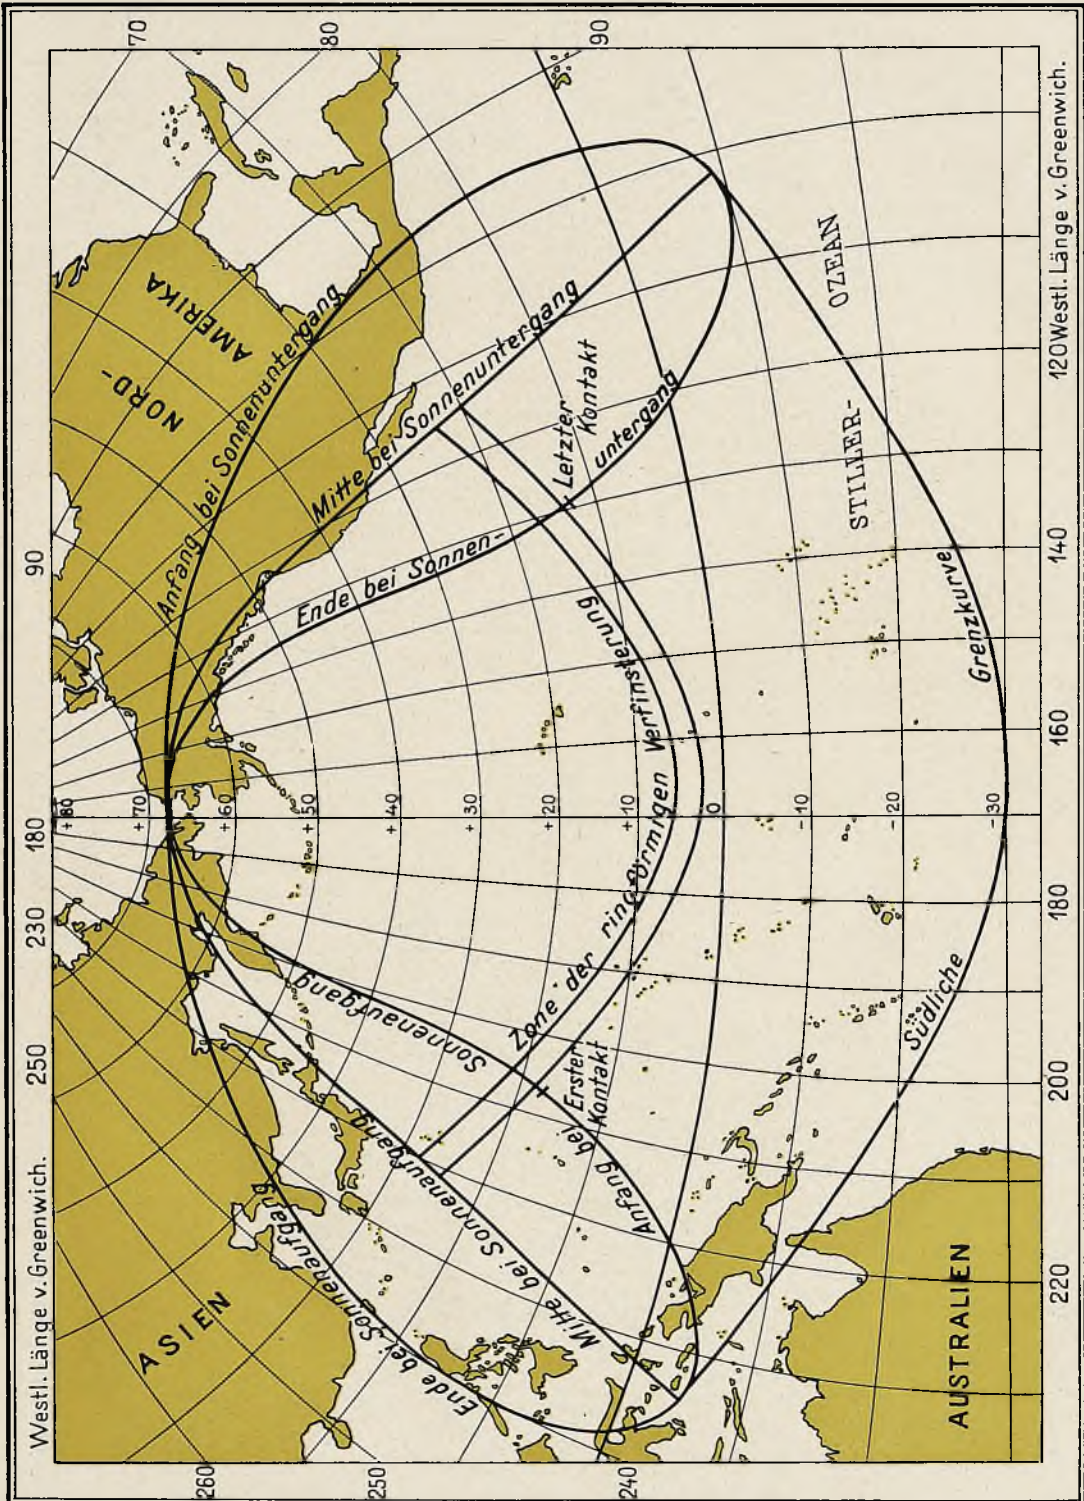 Westl. Länge v. Greenwich.
260
250
230
180
90
70
80
90
250
240
220
200
180
160
140
120 Westl. Länge v. Greenwich.
+80
+70
+60
+50
+40
+30
+20
+10
0
-10
-20
-30
ASIEN
NORD-
AMERIKA
AUSTRALIEN
STILLER-
OZEAN
Anfang bei Sonnenuntergang
Mitte bei Sonnenuntergang
Ende bei Sonnen-
untergang
Letzter
Kontakt
Zone der ringförmigen Verfinsterung
Erster
Kontakt
Anfang bei
Sonnenaufgang
Mitte bei Sonnenaufgang
Ende bei Sonnenaufgang
Südliche
Grenzkurve